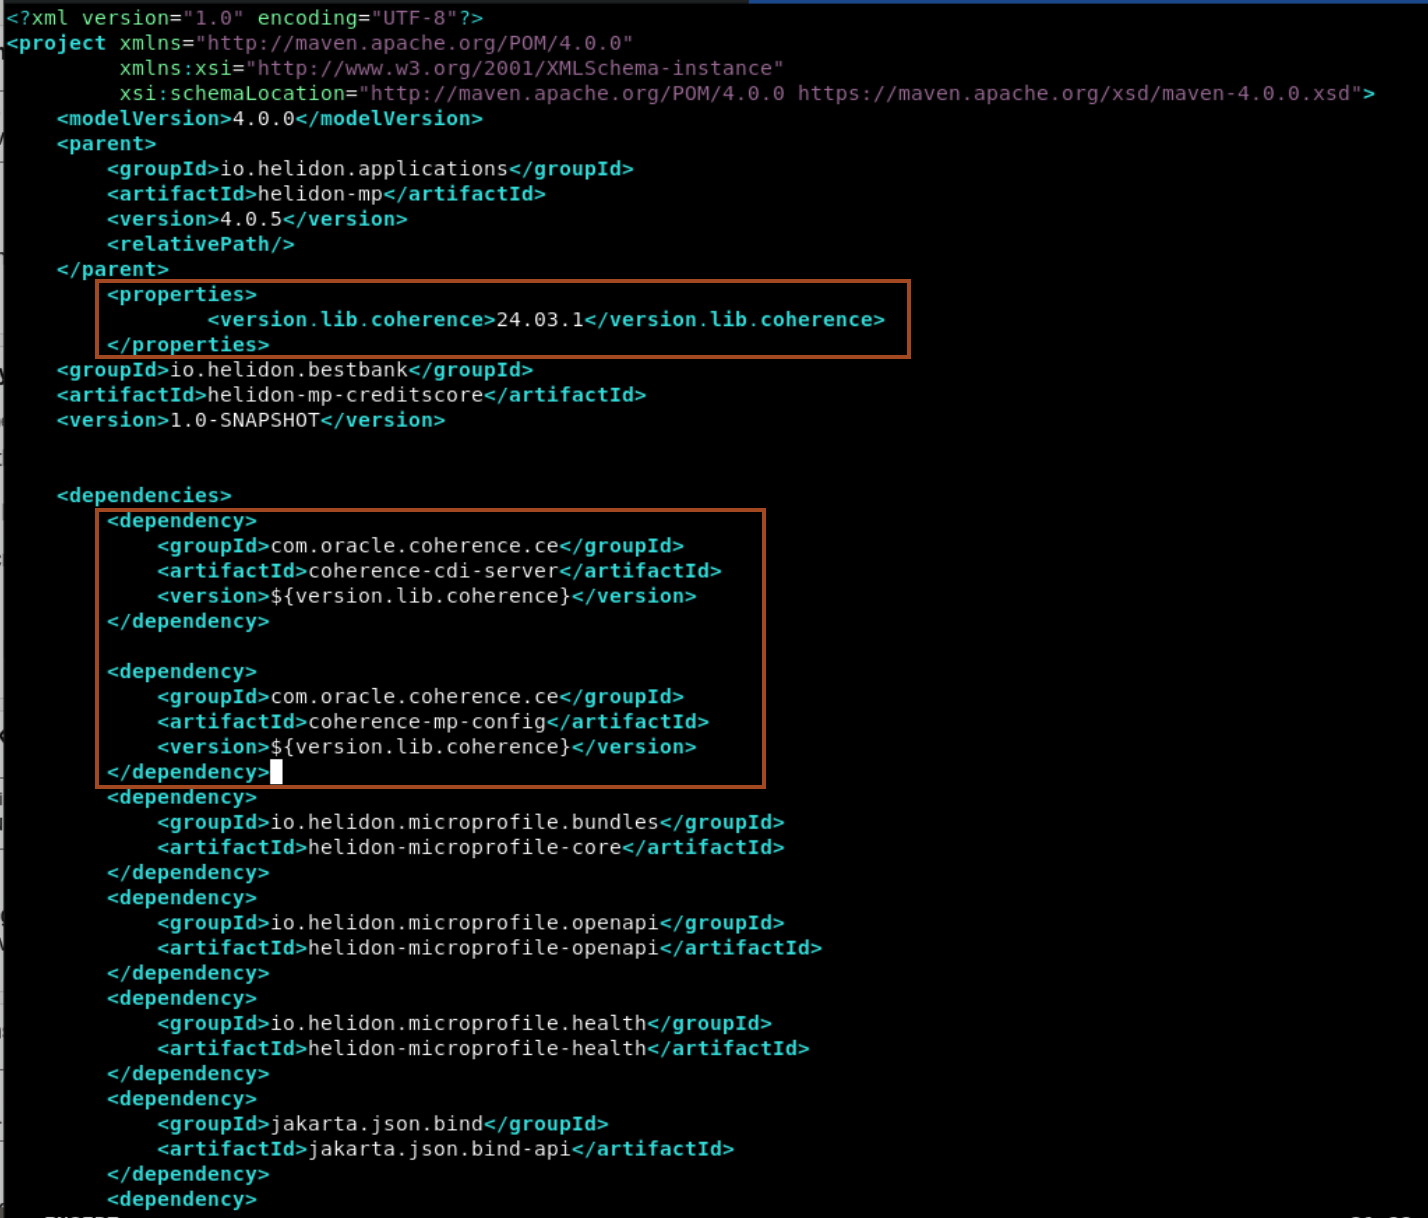 <?xml version="1.0" encoding="UTF-8"?>
<project xmlns="http://maven.apache.org/POM/4.0.0"
         xmlns:xsi="http://www.w3.org/2001/XMLSchema-instance"
         xsi:schemaLocation="http://maven.apache.org/POM/4.0.0 https://maven.apache.org/xsd/maven-4.0.0.xsd">
    <modelVersion>4.0.0</modelVersion>
    <parent>
        <groupId>io.helidon.applications</groupId>
        <artifactId>helidon-mp</artifactId>
        <version>4.0.5</version>
        <relativePath/>
    </parent>
        <properties>
                <version.lib.coherence>24.03.1</version.lib.coherence>
        </properties>
    <groupId>io.helidon.bestbank</groupId>
    <artifactId>helidon-mp-creditscore</artifactId>
    <version>1.0-SNAPSHOT</version>


    <dependencies>
        <dependency>
            <groupId>com.oracle.coherence.ce</groupId>
            <artifactId>coherence-cdi-server</artifactId>
            <version>${version.lib.coherence}</version>
        </dependency>

        <dependency>
            <groupId>com.oracle.coherence.ce</groupId>
            <artifactId>coherence-mp-config</artifactId>
            <version>${version.lib.coherence}</version>
        </dependency>
        <dependency>
            <groupId>io.helidon.microprofile.bundles</groupId>
            <artifactId>helidon-microprofile-core</artifactId>
        </dependency>
        <dependency>
            <groupId>io.helidon.microprofile.openapi</groupId>
            <artifactId>helidon-microprofile-openapi</artifactId>
        </dependency>
        <dependency>
            <groupId>io.helidon.microprofile.health</groupId>
            <artifactId>helidon-microprofile-health</artifactId>
        </dependency>
        <dependency>
            <groupId>jakarta.json.bind</groupId>
            <artifactId>jakarta.json.bind-api</artifactId>
        </dependency>
        <dependency>